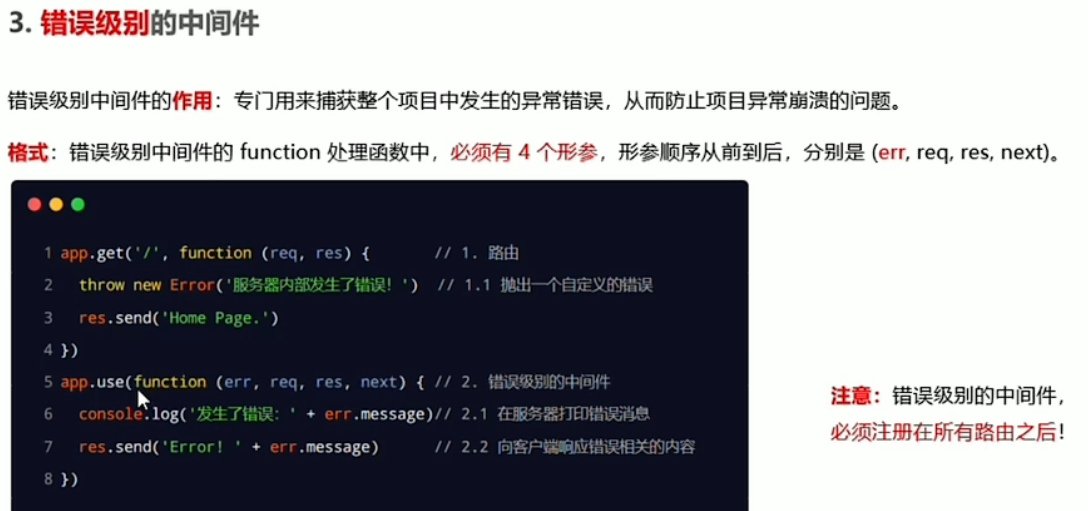 3. 错误级别的中间件
错误级别中间件的作用：专门用来捕获整个项目中发生的异常错误，从而防止项目异常崩溃的问题。
格式：错误级别中间件的 function 处理函数中，必须有 4 个形参，形参顺序从前到后，分别是 (err, req, res, next)。
1 app.get('/', function (req, res) { // 1. 路由
2 throw new Error('服务器内部发生了错误！') // 1.1 抛出一个自定义的错误
3 res.send('Home Page.')
4 })
5 app.use(function (err, req, res, next) { // 2. 错误级别的中间件
6 console.log('发生了错误：' + err.message)// 2.1 在服务器打印错误消息
7 res.send('Error! ' + err.message) // 2.2 向客户端响应错误相关的内容
8 })
注意：错误级别的中间件，
必须注册在所有路由之后！